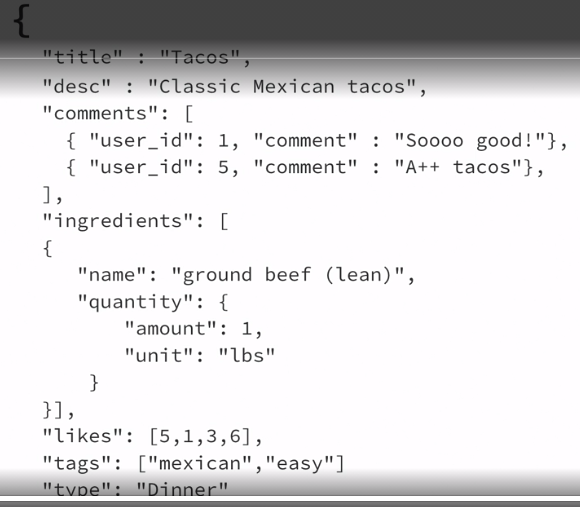 {
"title" : "Tacos",
"desc" : "Classic Mexican tacos",
"comments": [
{ "user_id": 1, "comment" : "Soooo good!"},
{ "user_id": 5, "comment" : "A++ tacos"},
],
"ingredients": [
{
"name": "ground beef (lean)",
"quantity": {
"amount": 1,
"unit": "lbs"
}
}],
"likes": [5,1,3,6],
"tags": ["mexican","easy"]
"type": "Dinner"